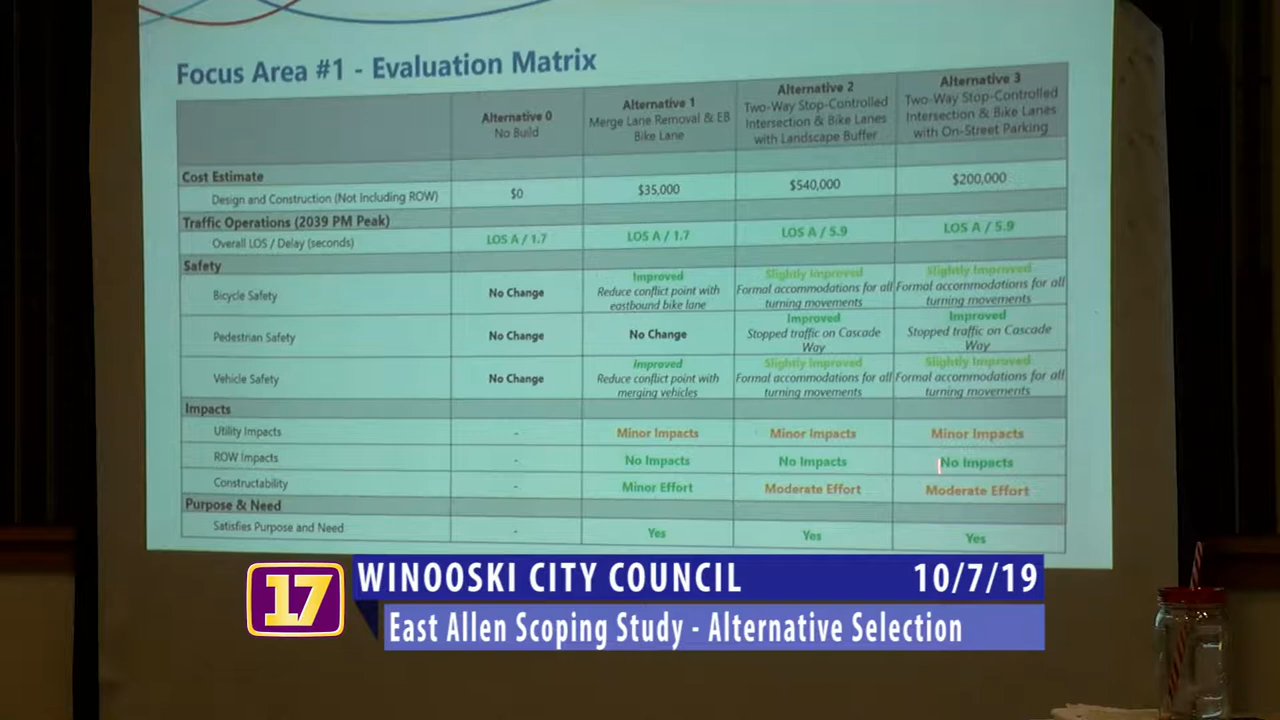 Focus Area #1 - Evaluation Matrix
Alternative 0
No Build
Alternative 1
Merge Lane Removal & EB
Bike Lane
Alternative 2
Two-Way Stop-Controlled
Intersection & Bike Lanes
with Landscape Buffer
Alternative 3
Two-Way Stop-Controlled
Intersection & Bike Lanes
with On-Street Parking
Cost Estimate
Design and Construction (Not Including ROW)
$0
$35,000
$540,000
$200,000
Traffic Operations (2039 PM Peak)
Overall LOS / Delay (seconds)
LOS A / 1.7
LOS A / 1.7
LOS A / 5.9
LOS A / 5.9
Safety
Bicycle Safety
No Change
Improved
Reduce conflict point with
eastbound bike lane
Slightly Improved
Formal accommodations for all
turning movements
Slightly Improved
Formal accommodations for all
turning movements
Pedestrian Safety
No Change
No Change
Improved
Stopped traffic on Cascade
Way
Improved
Stopped traffic on Cascade
Way
Vehicle Safety
No Change
Improved
Reduce conflict point with
merging vehicles
Slightly Improved
Formal accommodations for all
turning movements
Slightly Improved
Formal accommodations for all
turning movements
Impacts
Utility Impacts
-
Minor Impacts
Minor Impacts
Minor Impacts
ROW Impacts
-
No Impacts
No Impacts
No Impacts
Constructability
-
Minor Effort
Moderate Effort
Moderate Effort
Purpose & Need
Satisfies Purpose and Need
-
Yes
Yes
Yes
17
WINOOSKI CITY COUNCIL
10/7/19
East Allen Scoping Study - Alternative Selection